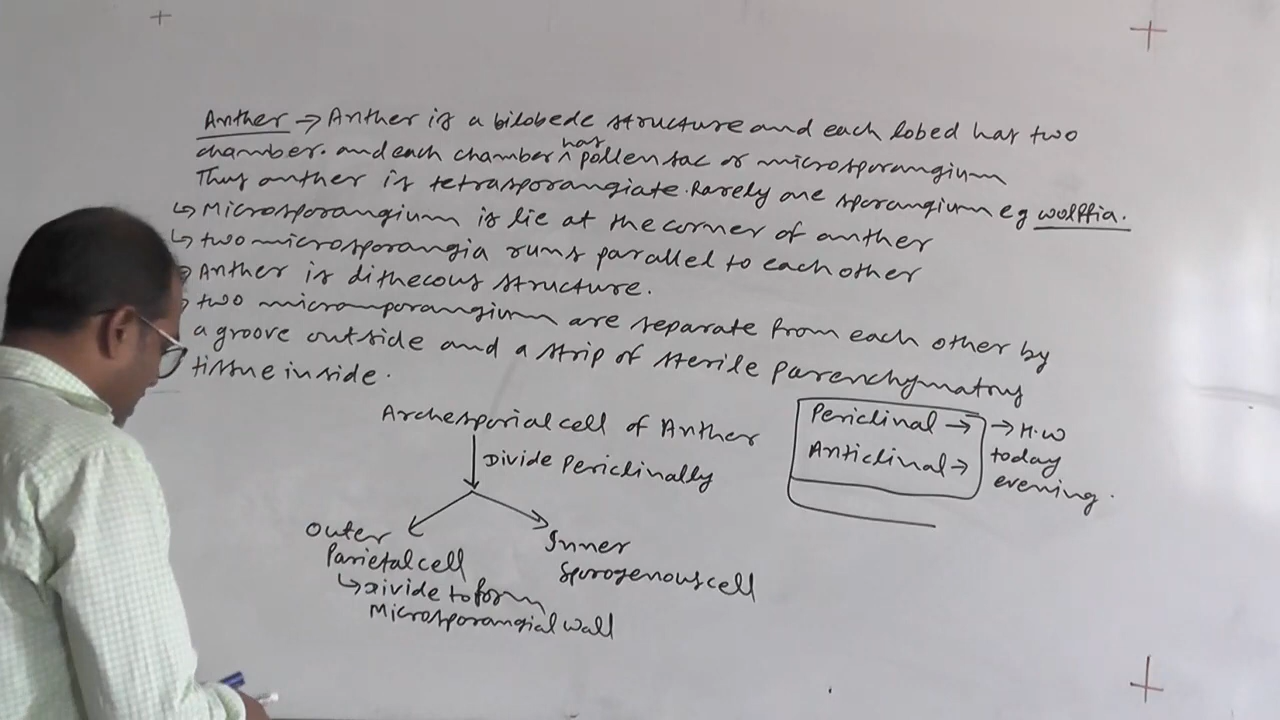 Anther → Anther is a bilobede structure and each lobed has two
chamber. and each chamber ^ has pollen sac or microsporangium
Thus anther is tetrasporangiate. Rarely one sporangium eg wolffia.
↳ Microsporangium is lie at the corner of anther
↳ two microsporangia runs parallel to each other
Anther is dithecous structure.
two microsporangium are separate from each other by
a groove outside and a strip of sterile parenchymatous
tissue inside.
Archesporial cell of Anther
Divide Periclinally
Outer
Parietal cell
↳ Divide to form
Microsporangial wall
Inner
Sporogenous cell
Periclinal → → H.W
Anticlinal → today
evening.